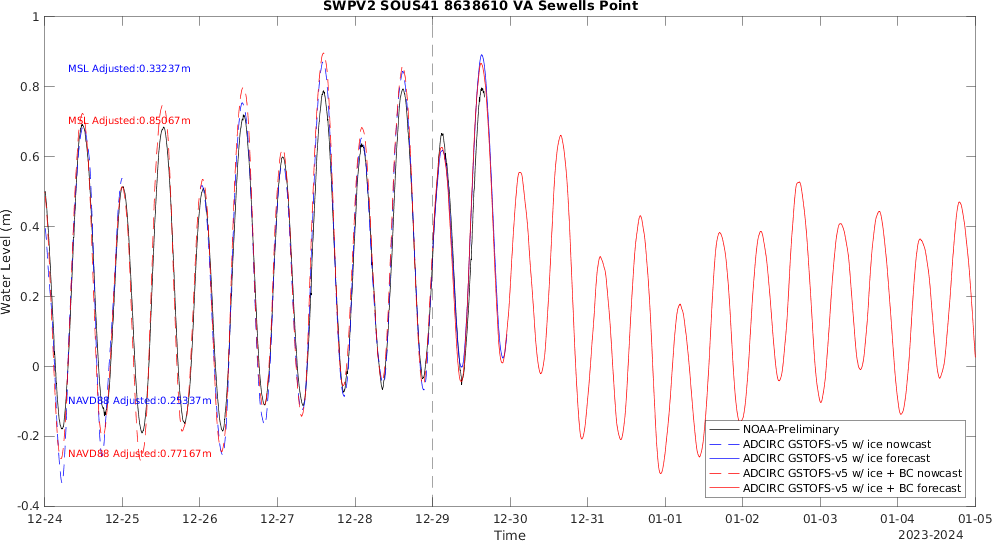 SWPV2 SOUS41 8638610 VA Sewells Point
1
0.8
0.6
0.4
0.2
0
-0.2
-0.4
Water Level (m)
MSL Adjusted:0.33237m
MSL Adjusted:0.85067m
NAVD88 Adjusted:0.25337m
NAVD88 Adjusted:0.77167m
NOAA-Preliminary
ADCIRC GSTOFS-v5 w/ ice nowcast
ADCIRC GSTOFS-v5 w/ ice forecast
ADCIRC GSTOFS-v5 w/ ice + BC nowcast
ADCIRC GSTOFS-v5 w/ ice + BC forecast
12-24 12-25 12-26 12-27 12-28 12-29 12-30 12-31 01-01 01-02 01-03 01-04 01-05
Time
2023-2024